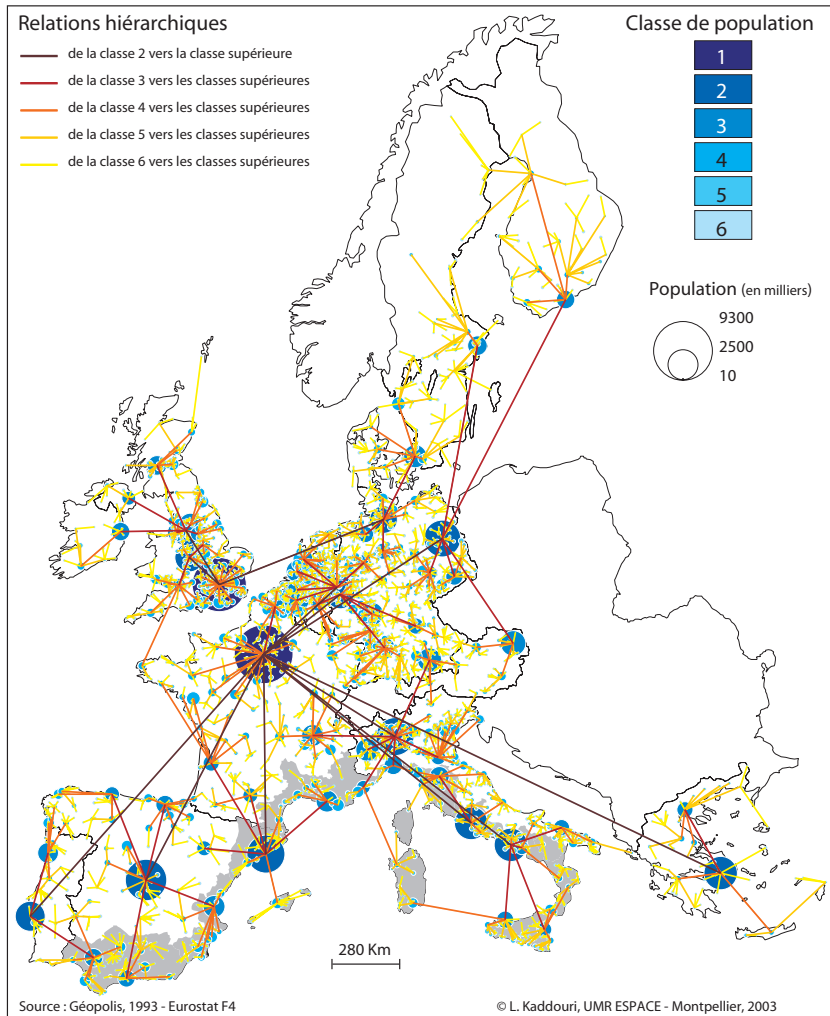 Relations hiérarchiques
de la classe 2 vers la classe supérieure
de la classe 3 vers les classes supérieures
de la classe 4 vers les classes supérieures
de la classe 5 vers les classes supérieures
de la classe 6 vers les classes supérieures
Classe de population
1
2
3
4
5
6
Population (en milliers)
9300
2500
10
280 Km
Source : Géopolis, 1993 - Eurostat F4
© L. Kaddouri, UMR ESPACE - Montpellier, 2003